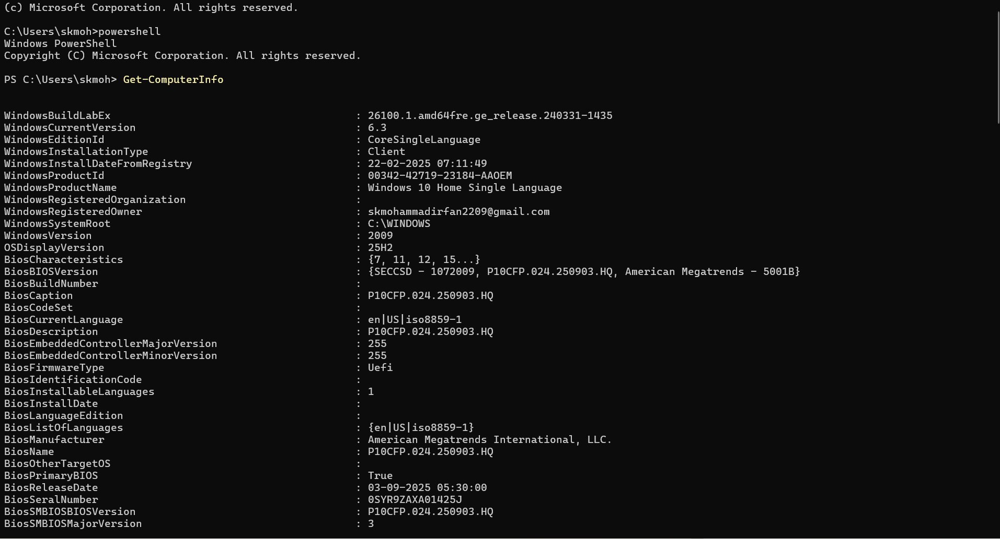 (c) Microsoft Corporation. All rights reserved.
C:\Users\skmoh>powershell
Windows PowerShell
Copyright (C) Microsoft Corporation. All rights reserved.
PS C:\Users\skmoh> Get-ComputerInfo
WindowsBuildLabEx : 26100.1.amd64fre.ge_release.240331-1435
WindowsCurrentVersion : 6.3
WindowsEditionId : CoreSingleLanguage
WindowsInstallationType : Client
WindowsInstallDateFromRegistry : 22-02-2025 07:11:49
WindowsProductId : 00342-42719-23184-AAOEM
WindowsProductName : Windows 10 Home Single Language
WindowsRegisteredOrganization :
WindowsRegisteredOwner : skmohammadirfan2209@gmail.com
WindowsSystemRoot : C:\WINDOWS
WindowsVersion : 2009
OSDisplayVersion : 25H2
BiosCharacteristics : {7, 11, 12, 15...}
BiosBIOSVersion : {SECCSD - 1072009, P10CFP.024.250903.HQ, American Megatrends - 5001B}
BiosBuildNumber :
BiosCaption : P10CFP.024.250903.HQ
BiosCodeSet :
BiosCurrentLanguage : en|US|iso8859-1
BiosDescription : P10CFP.024.250903.HQ
BiosEmbeddedControllerMajorVersion : 255
BiosEmbeddedControllerMinorVersion : 255
BiosFirmwareType : Uefi
BiosIdentificationCode :
BiosInstallableLanguages : 1
BiosInstallDate :
BiosLanguageEdition :
BiosListOfLanguages : {en|US|iso8859-1}
BiosManufacturer : American Megatrends International, LLC.
BiosName : P10CFP.024.250903.HQ
BiosOtherTargetOS :
BiosPrimaryBIOS : True
BiosReleaseDate : 03-09-2025 05:30:00
BiosSeralNumber : 0SYR9ZAXA01425J
BiosSMBIOSBIOSVersion : P10CFP.024.250903.HQ
BiosSMBIOSMajorVersion : 3